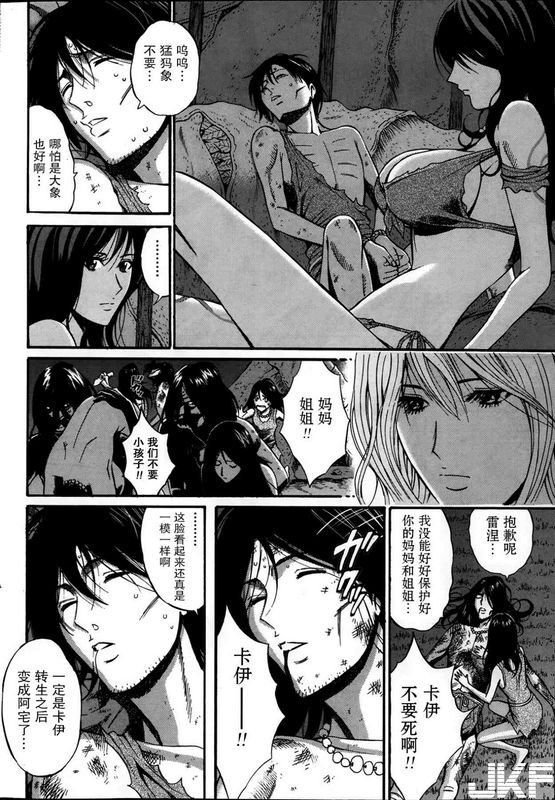 呜呜
猛犸象
不要…
哪怕是大象
也好啊…
………
妈妈
姐姐!!
我们不要
小孩子!!
抱歉呢
雷涅…
我没能好好保护好
你的妈妈和姐姐…
卡伊
不要死啊!!
卡伊——!!
这脸看起来还真是
一模一样啊
一定是卡伊
转生之后
变成阿宅了…
JKF